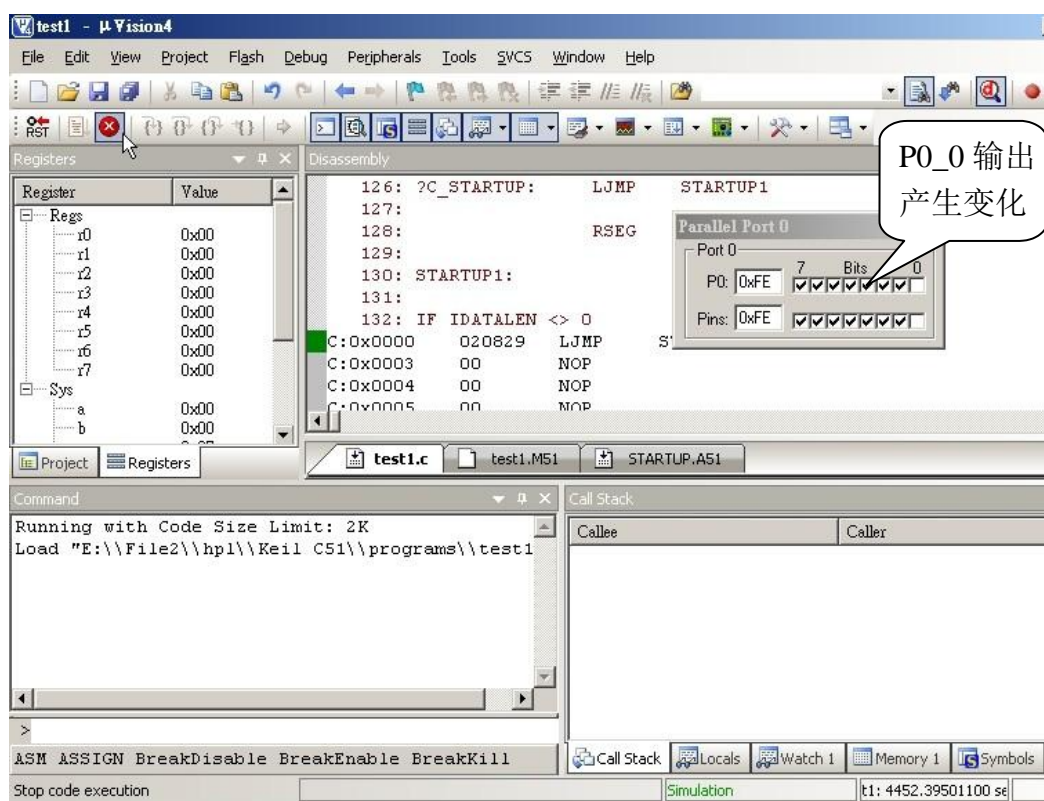 test1 - µVision4
File Edit View Project Flash Debug Peripherals Tools SVCS Window Help
RST
Registers
Register Value
Regs
r0 0x00
r1 0x00
r2 0x00
r3 0x00
r4 0x00
r5 0x00
r6 0x00
r7 0x00
Sys
a 0x00
b 0x00
Project Registers
Disassembly
126: ?C_STARTUP: LJMP STARTUP1
127:
128: RSEG
129:
130: STARTUP1:
131:
132: IF IDATALEN <> 0
C:0x0000 020829 LJMP
C:0x0003 00 NOP
C:0x0004 00 NOP
C:0x0005 00 NOP
Parallel Port 0
Port 0
7 Bits 0
P0: 0xFE
Pins: 0xFE
P0_0 输出
产生变化
test1.c test1.M51 STARTUP.A51
Command
Running with Code Size Limit: 2K
Load "E:\\File2\\hpl\\Keil C51\\programs\\test1
>
ASM ASSIGN BreakDisable BreakEnable BreakKill
Call Stack
Callee Caller
Call Stack Locals Watch 1 Memory 1 Symbols
Stop code execution Simulation t1: 4452.39501100 se